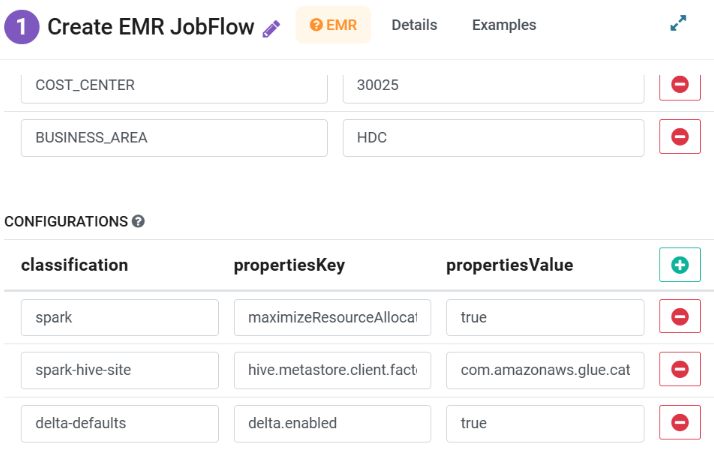 1 Create EMR JobFlow EMR Details Examples
COST_CENTER 30025
BUSINESS_AREA HDC
CONFIGURATIONS
classification propertiesKey propertiesValue
spark maximizeResourceAllocat true
spark-hive-site hive.metastore.client.fact com.amazonaws.glue.cat
delta-defaults delta.enabled true